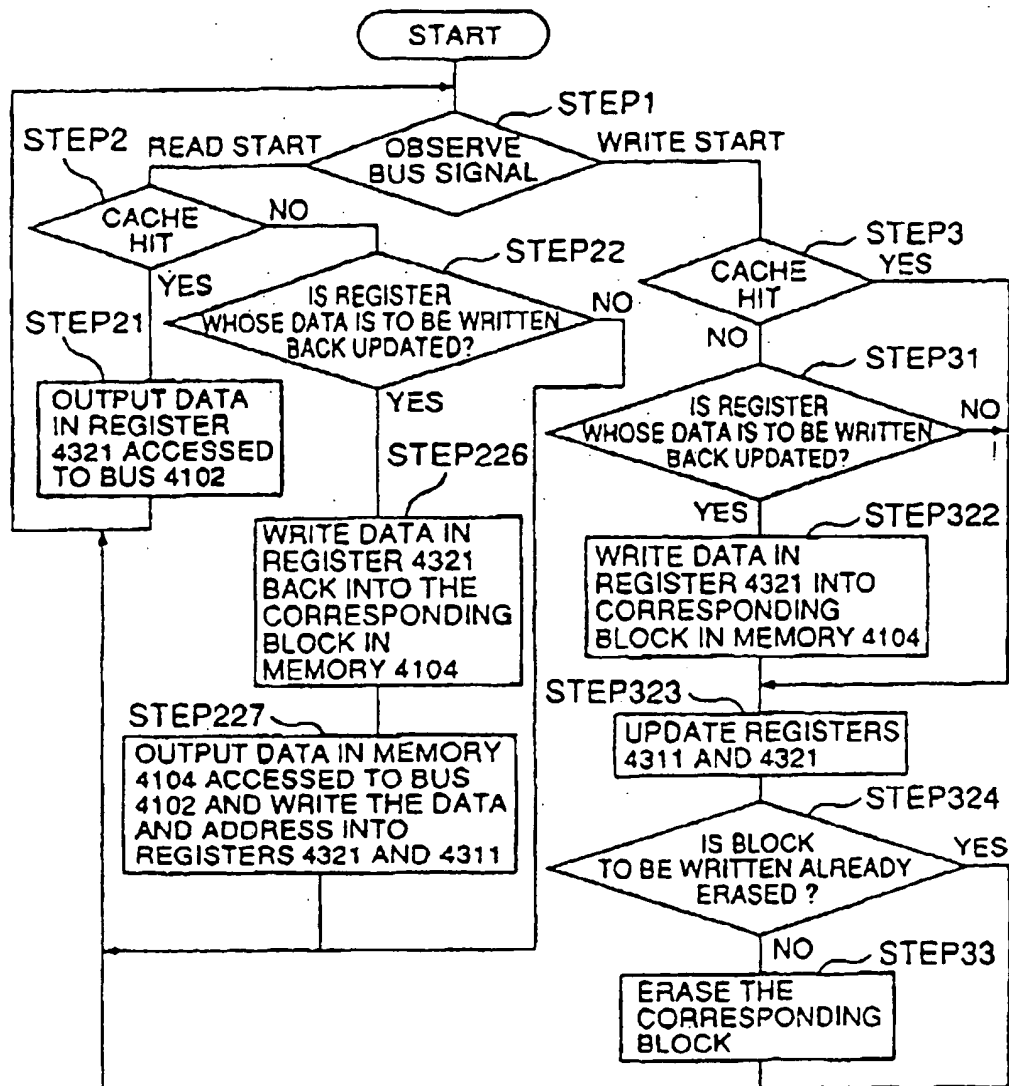 START
STEP1
OBSERVE
BUS SIGNAL
READ START
WRITE START
STEP2
CACHE
HIT
NO
YES
STEP22
IS REGISTER
WHOSE DATA IS TO BE WRITTEN
BACK UPDATED?
NO
YES
STEP21
OUTPUT DATA
IN REGISTER
4321 ACCESSED
TO BUS 4102
STEP226
WRITE DATA IN
REGISTER 4321
BACK INTO THE
CORRESPONDING
BLOCK IN
MEMORY 4104
STEP227
OUTPUT DATA IN MEMORY
4104 ACCESSED TO BUS
4102 AND WRITE THE DATA
AND ADDRESS INTO
REGISTERS 4321 AND 4311
STEP3
CACHE
HIT
YES
NO
STEP31
IS REGISTER
WHOSE DATA IS TO BE WRITTEN
BACK UPDATED?
NO
YES
STEP322
WRITE DATA IN
REGISTER 4321 INTO
CORRESPONDING
BLOCK IN MEMORY 4104
STEP323
UPDATE REGISTERS
4311 AND 4321
STEP324
IS BLOCK
TO BE WRITTEN ALREADY
ERASED ?
YES
NO
STEP33
ERASE THE
CORRESPONDING
BLOCK